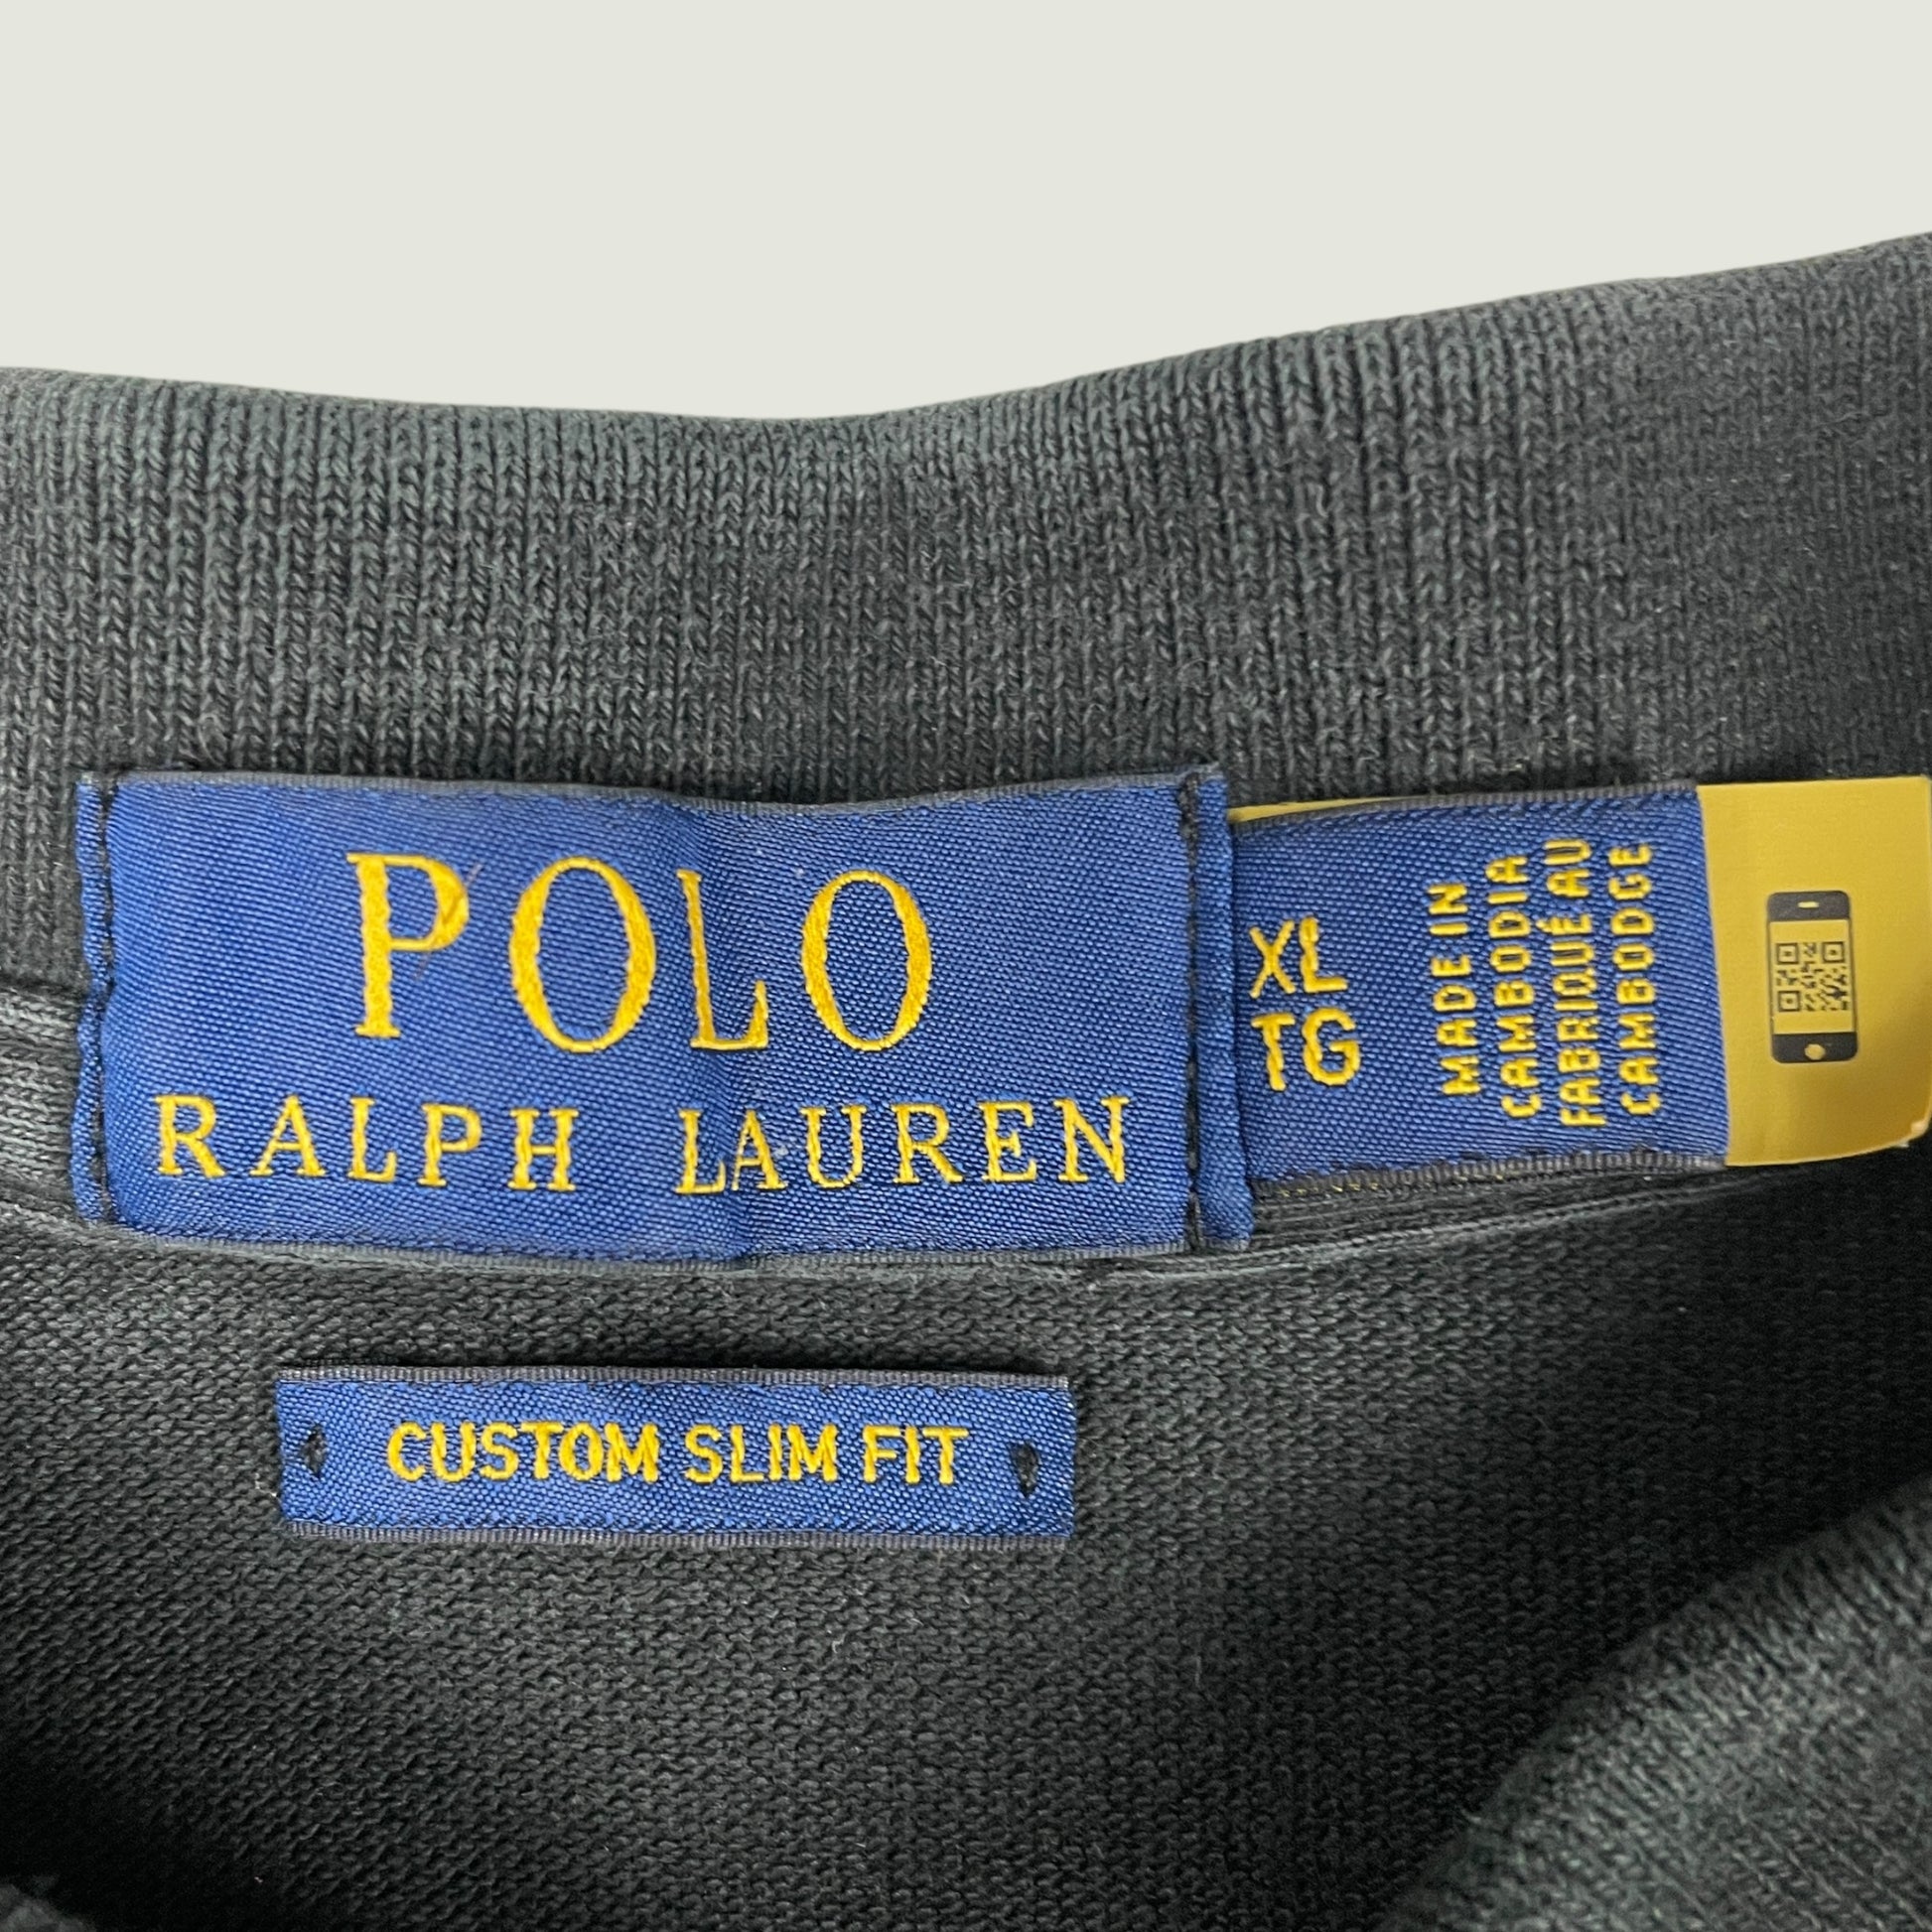 POLO
RALPH LAUREN
XL
TG
MADE IN
CAMBODIA
FABRIQUÉ AU
CAMBODGE
CUSTOM SLIM FIT